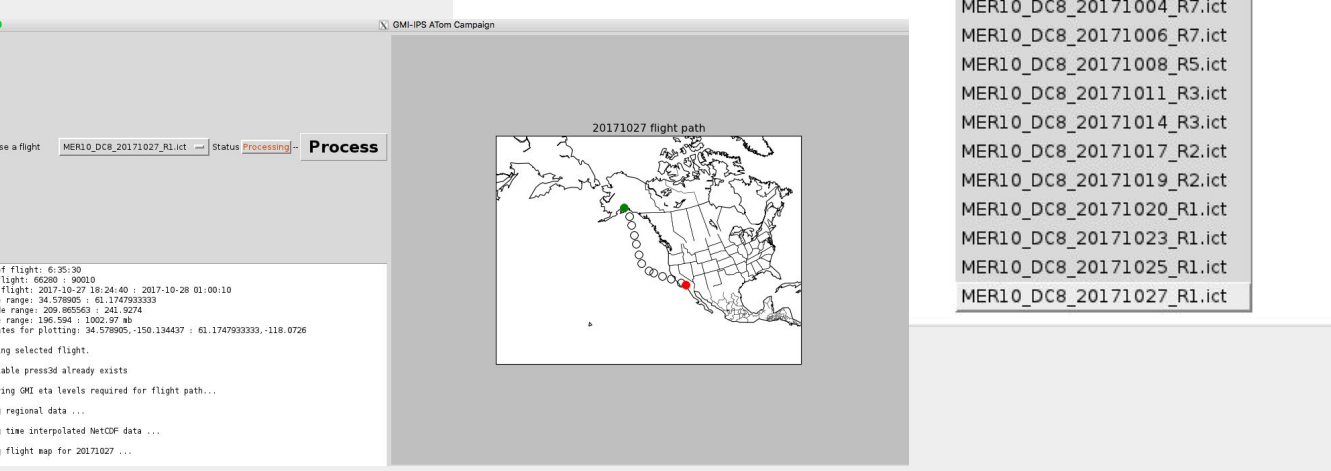 GMI-IPS ATom Campaign
se a flight MER10_DC8_20171027_R1.ict Status Processing -- Process
f flight: 6:35:30
flight: 66280 : 90010
flight: 2017-10-27 18:24:40 : 2017-10-28 01:00:10
range: 34.578905 : 61.1747933333
e range: 209.865563 : 241.9274
range: 196.594 : 1002.97 mb
tes for plotting: 34.578905,-150.134437 : 61.1747933333,-118.0726
ng selected flight.
able press3d already exists
ing GMI eta levels required for flight path...
regional data ...
time interpolated NetCDF data ...
flight map for 20171027 ...
20171027 flight path
MER10_DC8_20171004_R7.ict
MER10_DC8_20171006_R7.ict
MER10_DC8_20171008_R5.ict
MER10_DC8_20171011_R3.ict
MER10_DC8_20171014_R3.ict
MER10_DC8_20171017_R2.ict
MER10_DC8_20171019_R2.ict
MER10_DC8_20171020_R1.ict
MER10_DC8_20171023_R1.ict
MER10_DC8_20171025_R1.ict
MER10_DC8_20171027_R1.ict